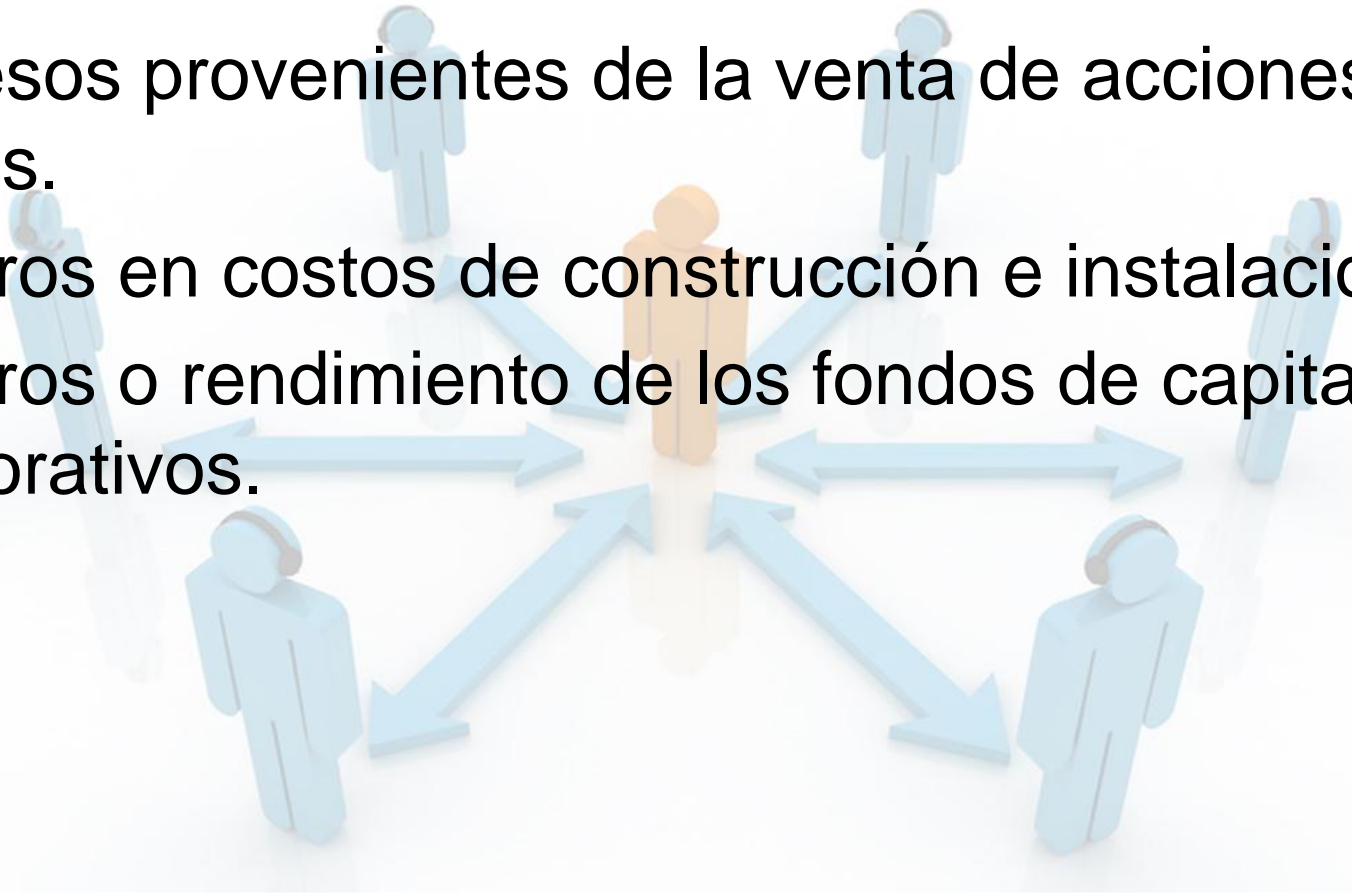 esos provenientes de la venta de acciones
s.
ros en costos de construcción e instalacio
ros o rendimiento de los fondos de capita
orativos.